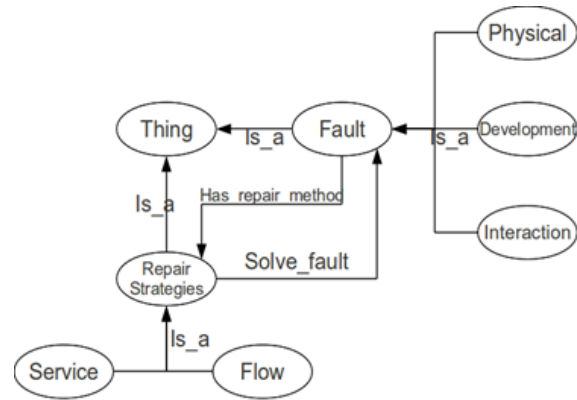 Physical
Thing
Is_a
Fault
Is_a
Development
Has_repair_method
Is_a
Interaction
Repair
Strategies
Solve_fault
Is_a
Service
Flow